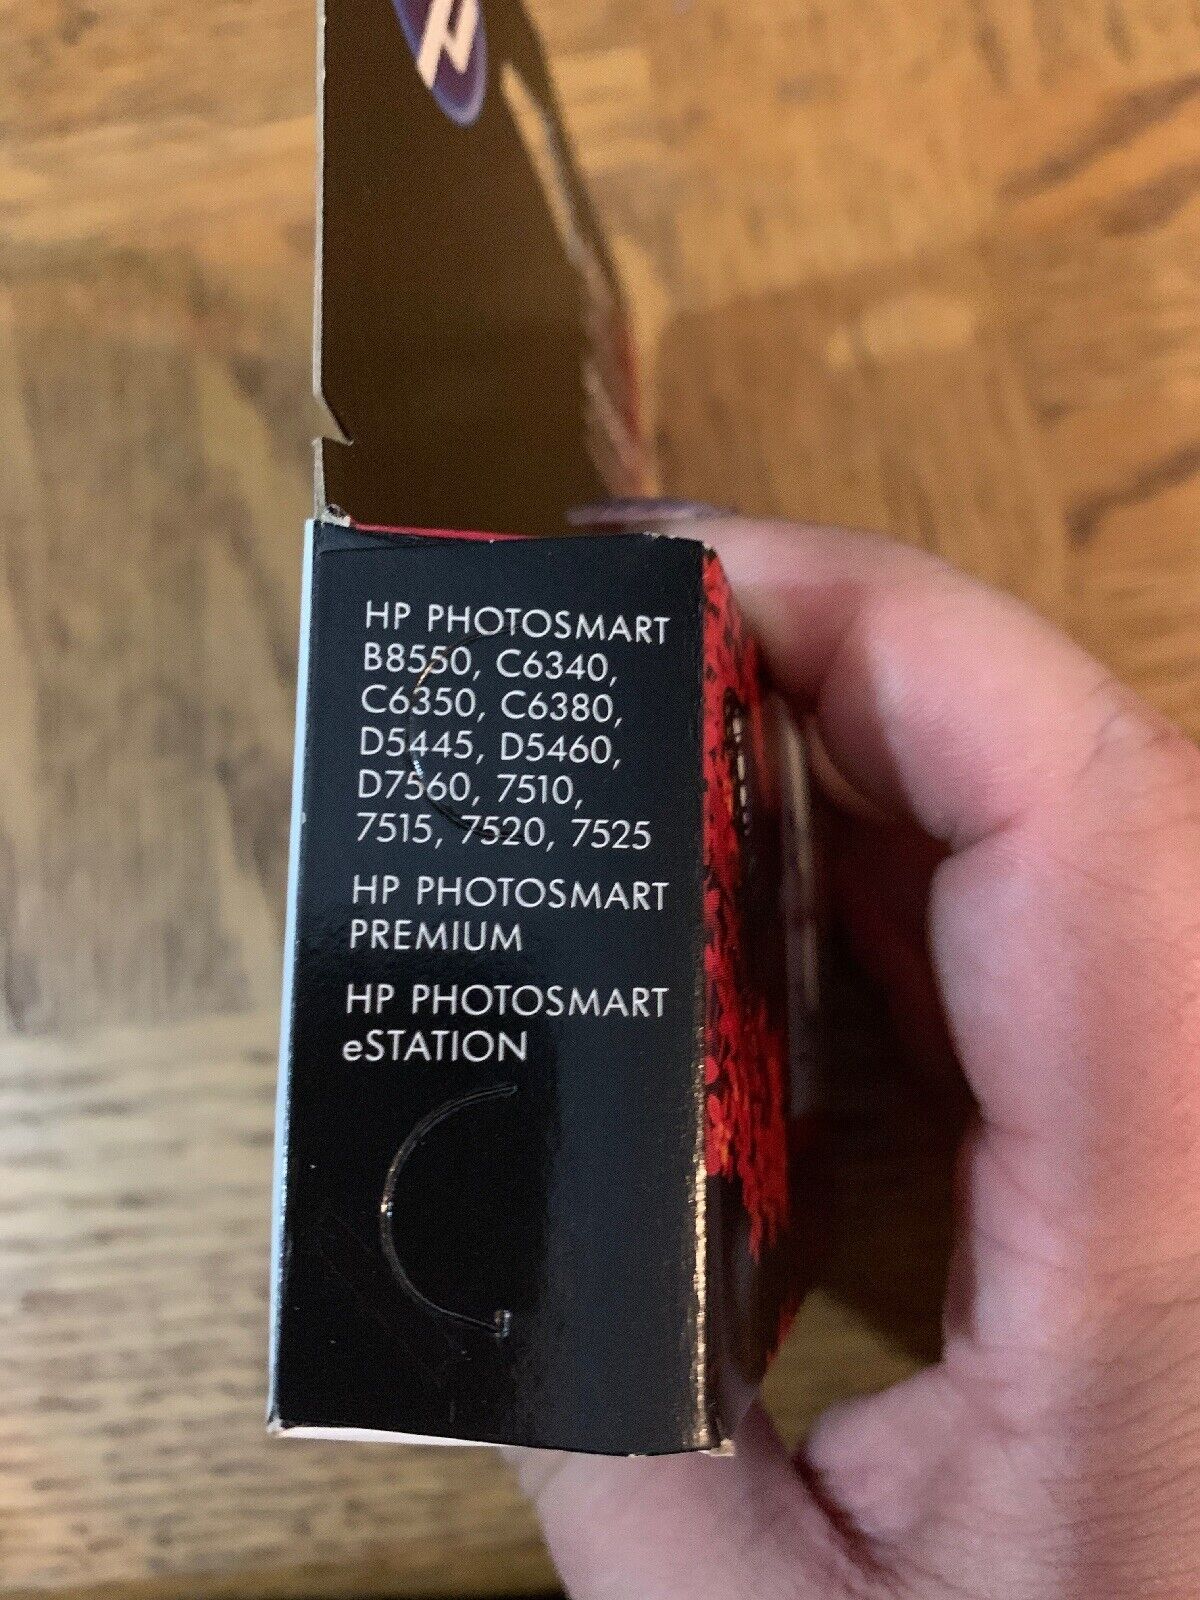 HP PHOTOSMART
B8550, C6340,
C6350, C6380,
D5445, D5460,
D7560, 7510,
7515, 7520, 7525
HP PHOTOSMART
PREMIUM
HP PHOTOSMART
eSTATION